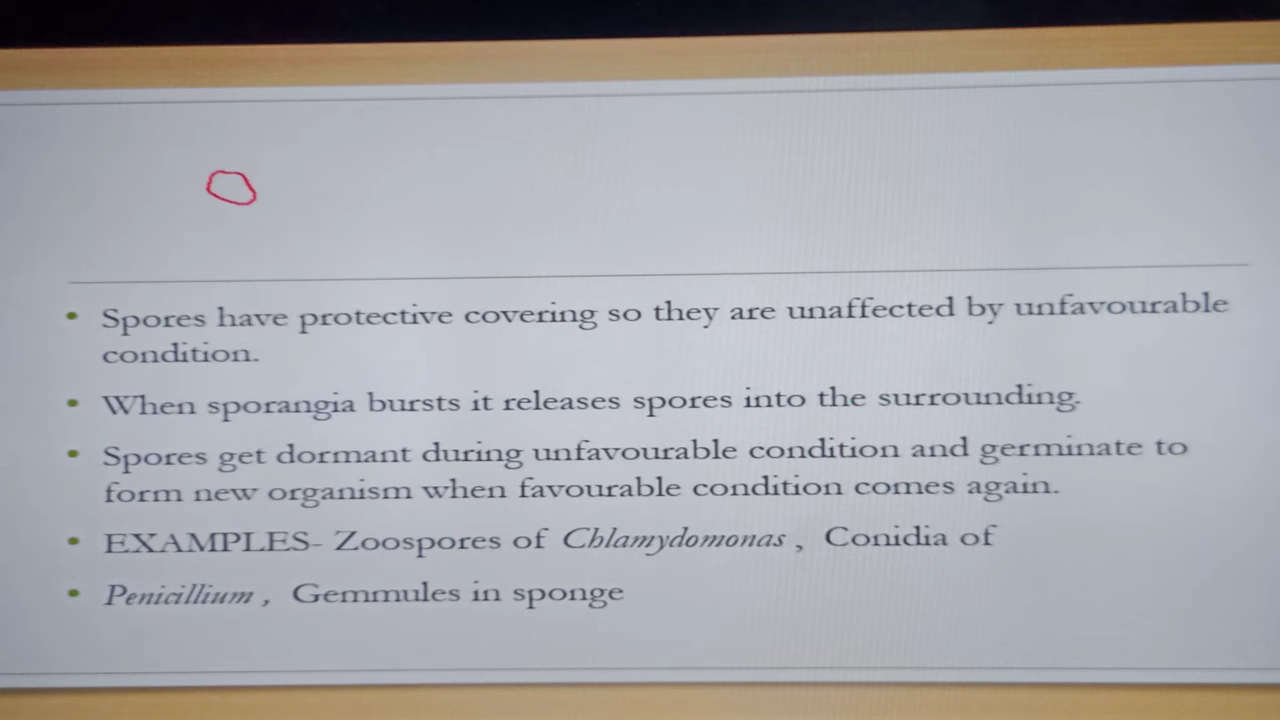 • Spores have protective covering so they are unaffected by unfavourable
condition.
• When sporangia bursts it releases spores into the surrounding.
• Spores get dormant during unfavourable condition and germinate to
form new organism when favourable condition comes again.
• EXAMPLES- Zoospores of Chlamydomonas , Conidia of
• Penicillium , Gemmules in sponge